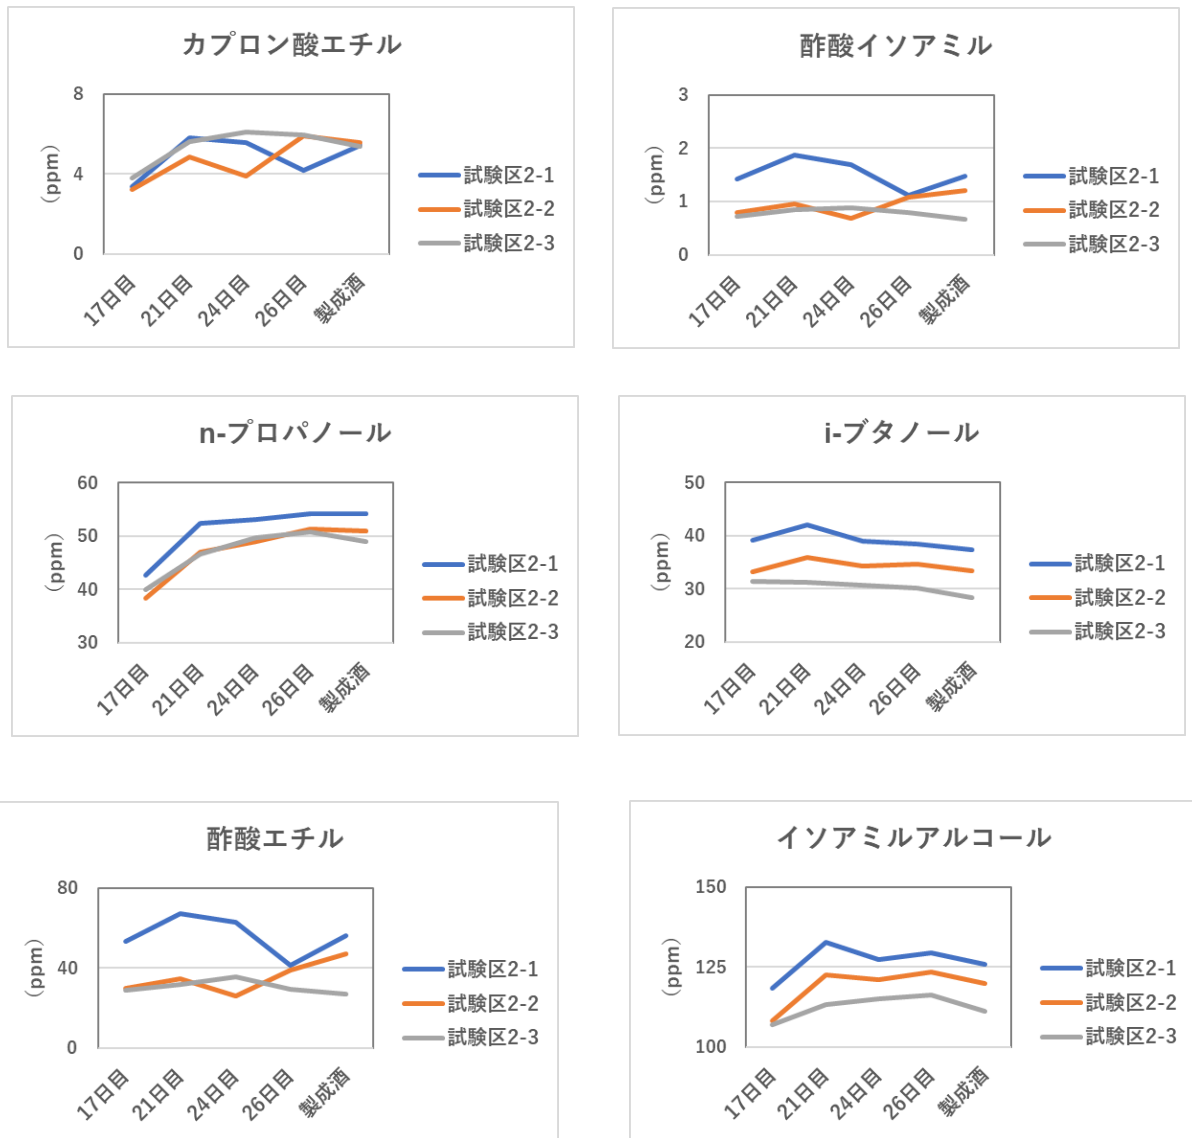 カプロン酸エチル
8
4
0
（ppm）
17日目
21日目
24日目
26日目
製成酒
試験区2-1
試験区2-2
試験区2-3
酢酸イソアミル
3
2
1
0
（ppm）
17日目
21日目
24日目
26日目
製成酒
試験区2-1
試験区2-2
試験区2-3
n-プロパノール
60
50
40
30
（ppm）
17日目
21日目
24日目
26日目
製成酒
試験区2-1
試験区2-2
試験区2-3
i-ブタノール
50
40
30
20
（ppm）
17日目
21日目
24日目
26日目
製成酒
試験区2-1
試験区2-2
試験区2-3
酢酸エチル
80
40
0
（ppm）
17日目
21日目
24日目
26日目
製成酒
試験区2-1
試験区2-2
試験区2-3
イソアミルアルコール
150
125
100
（ppm）
17日目
21日目
24日目
26日目
製成酒
試験区2-1
試験区2-2
試験区2-3